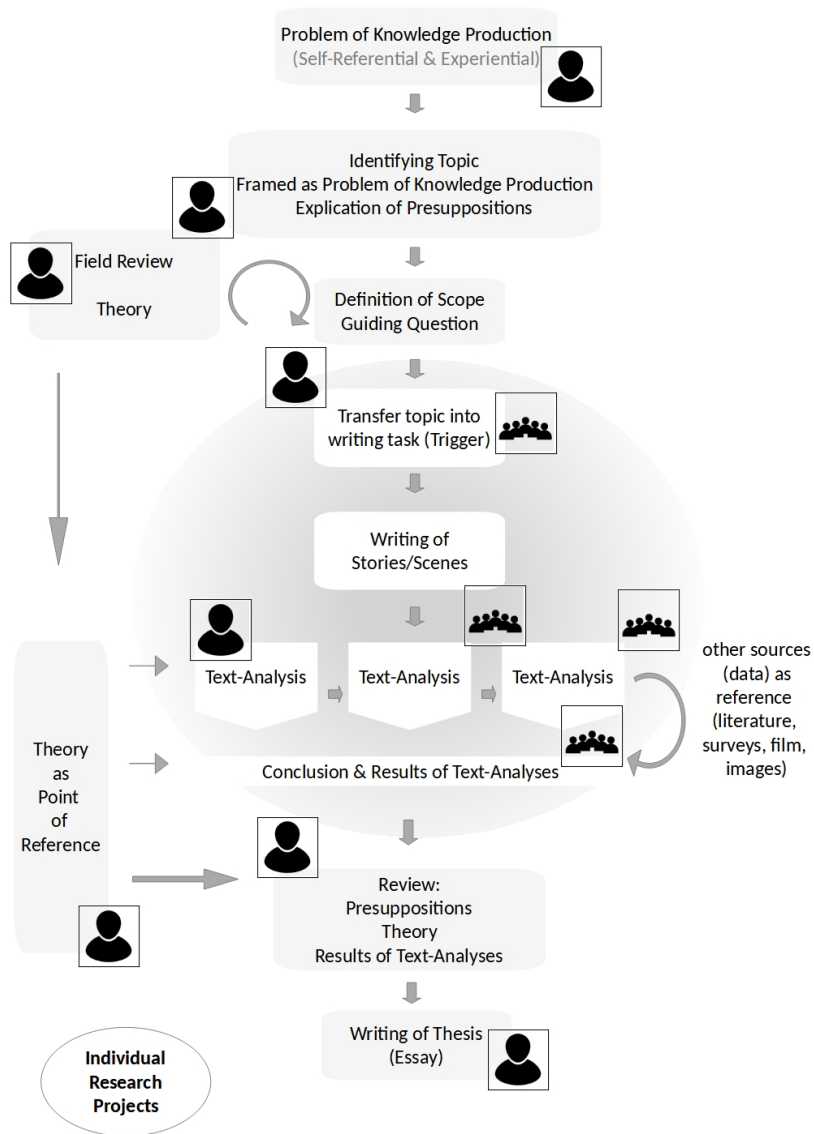 Problem of Knowledge Production
(Self-Referential & Experiential)
Identifying Topic
Framed as Problem of Knowledge Production
Explication of Presuppositions
Field Review
Theory
Definition of Scope
Guiding Question
Transfer topic into
writing task (Trigger)
Writing of
Stories/Scenes
Text-Analysis
Text-Analysis
Text-Analysis
other sources
(data) as
reference
(literature,
surveys, film,
images)
Theory
as
Point
of
Reference
Conclusion & Results of Text-Analyses
Review:
Presuppositions
Theory
Results of Text-Analyses
Writing of Thesis
(Essay)
Individual
Research
Projects